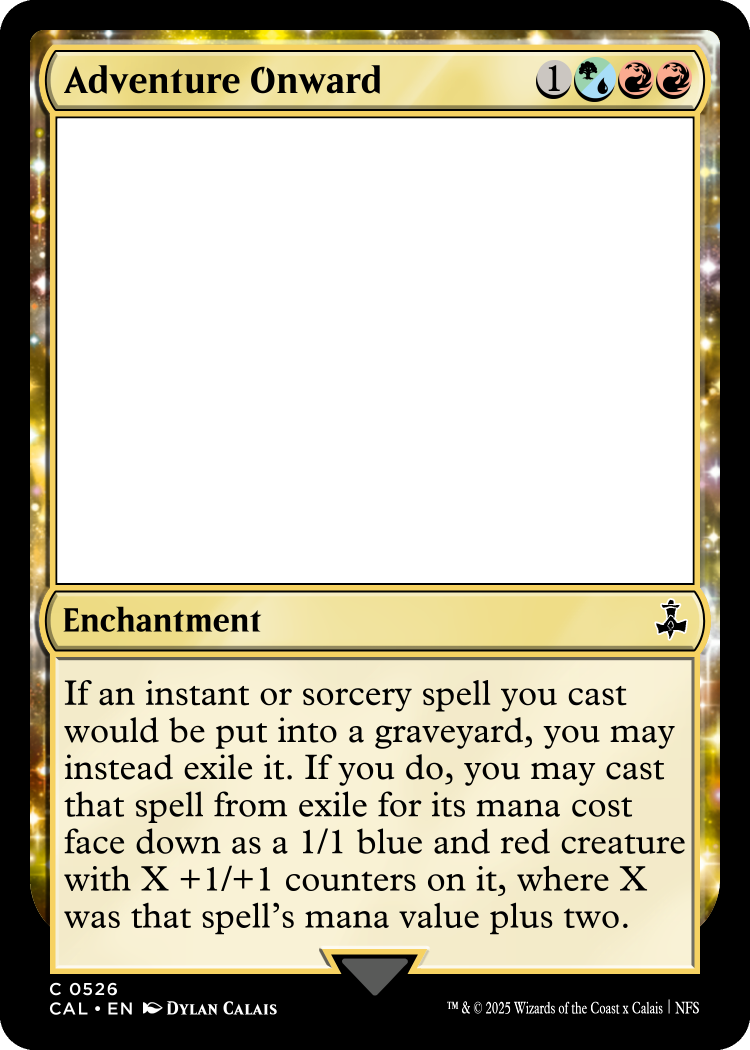 Adventure Onward 1
Enchantment
If an instant or sorcery spell you cast
would be put into a graveyard, you may
instead exile it. If you do, you may cast
that spell from exile for its mana cost
face down as a 1/1 blue and red creature
with X +1/+1 counters on it, where X
was that spell's mana value plus two.
C 0526
CAL • EN Dylan Calais
™ & © 2025 Wizards of the Coast x Calais | NFS